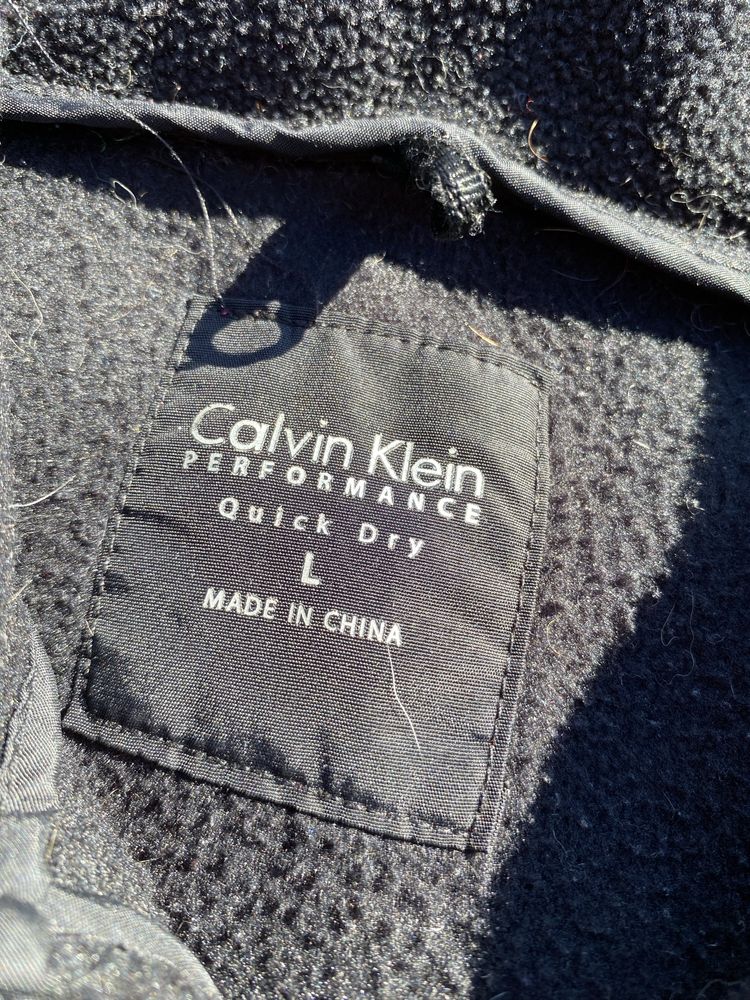 Calvin Klein
PERFORMANCE
Quick Dry
L
MADE IN CHINA